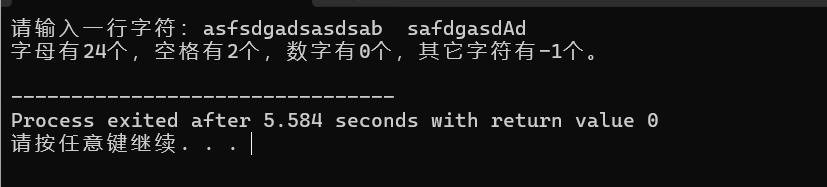 请输入一行字符：asfsdgadsasdsab  safdgasdAd
字母有24个，空格有2个，数字有0个，其它字符有-1个。
--------------------------------
Process exited after 5.584 seconds with return value 0
请按任意键继续. . .